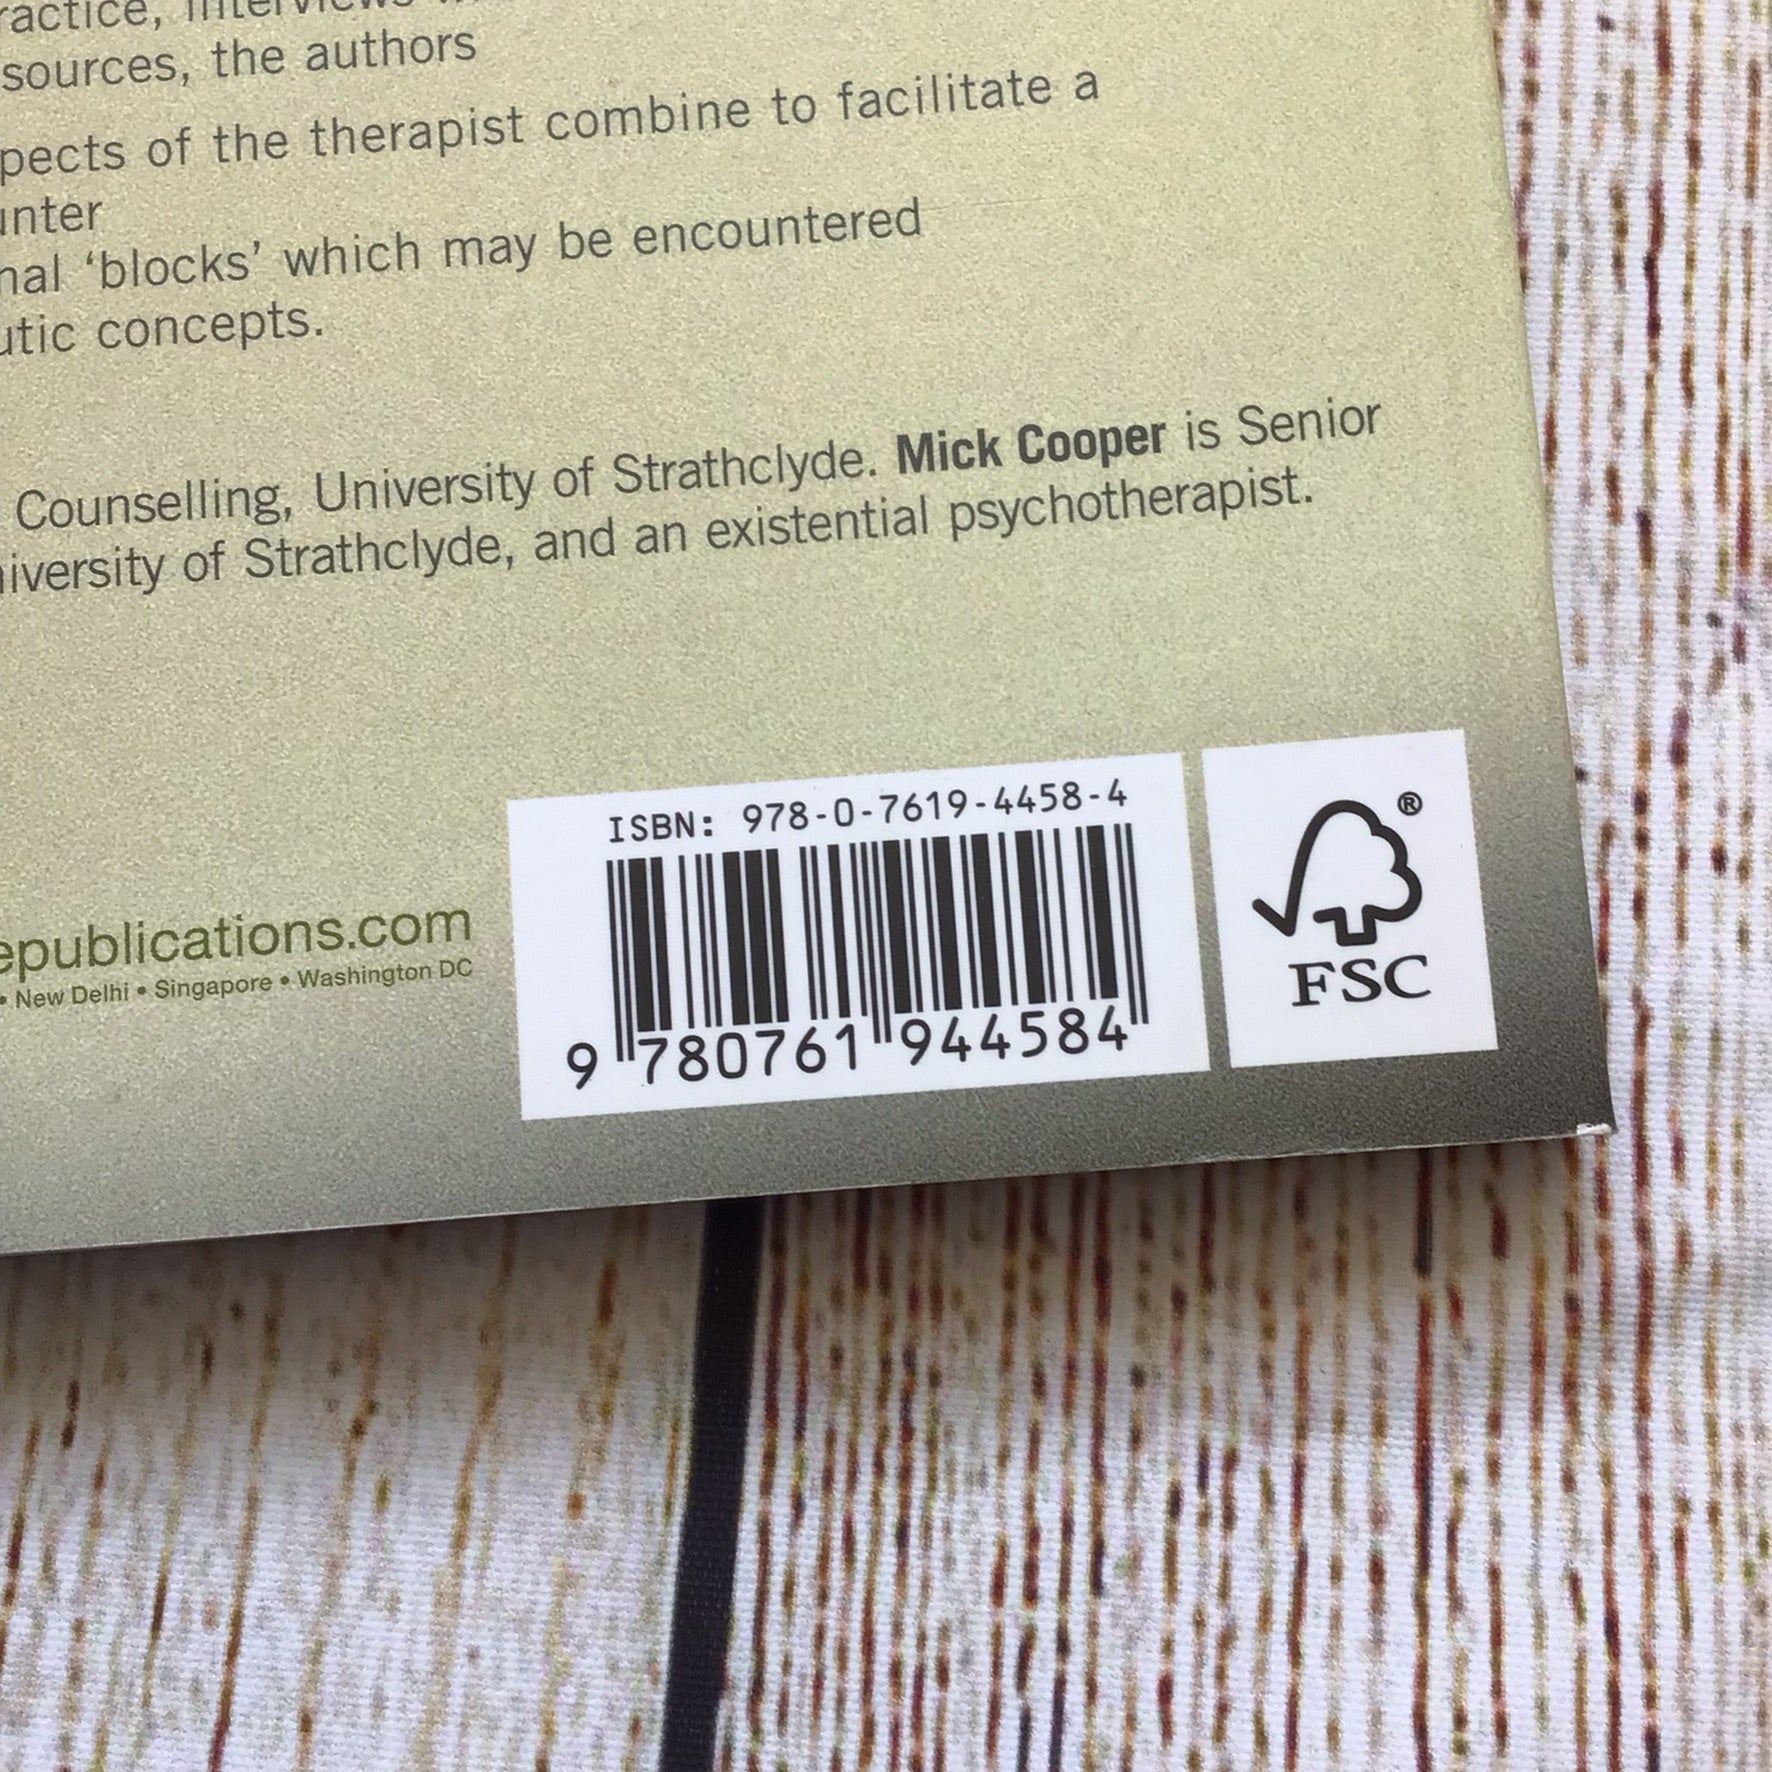 ractice, interviews
sources, the authors
pects of the therapist combine to facilitate a
unter
nal ‘blocks’ which may be encountered
utic concepts.
Counselling, University of Strathclyde. Mick Cooper is Senior
niversity of Strathclyde, and an existential psychotherapist.
epublications.com
• New Delhi • Singapore • Washington DC
ISBN: 978-0-7619-4458-4
9 780761 944584
®
FSC